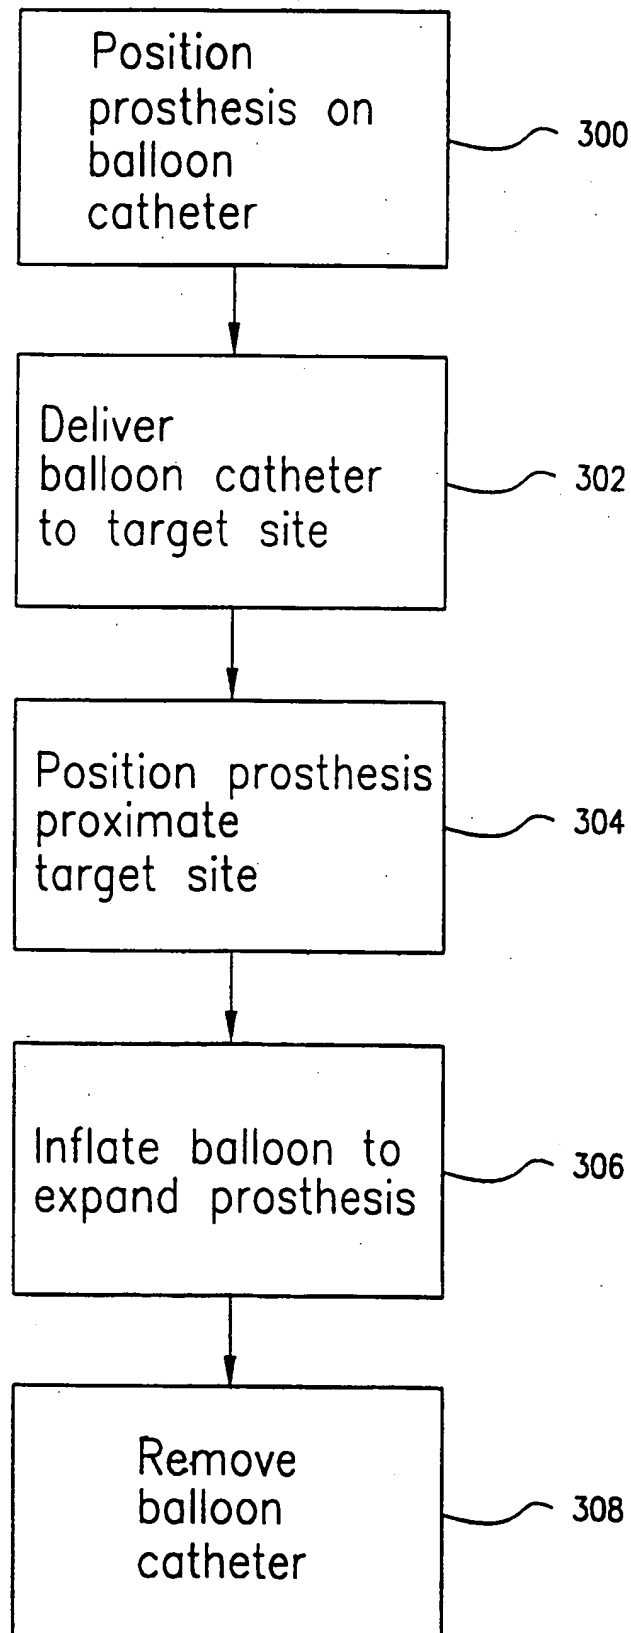 Position
prosthesis on
balloon
catheter
300
Deliver
balloon catheter
to target site
302
Position prosthesis
proximate
target site
304
Inflate balloon to
expand prosthesis
306
Remove
balloon
catheter
308